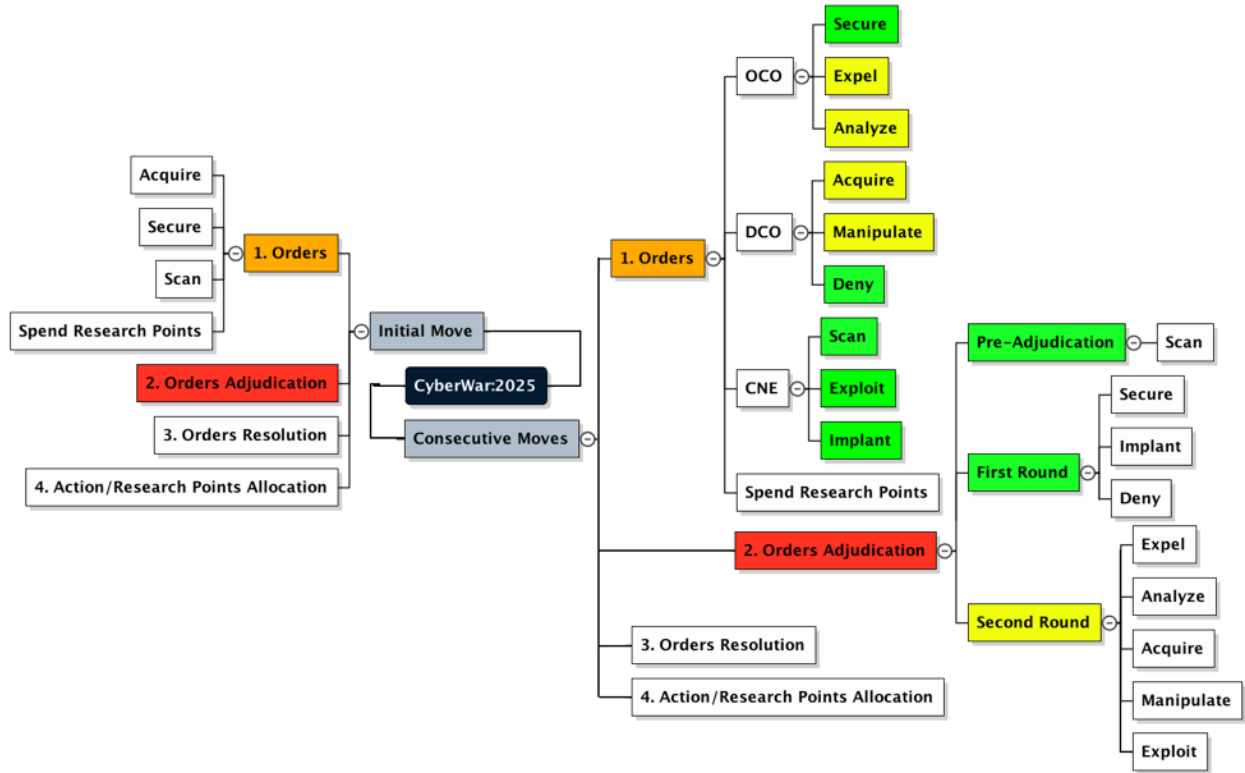 CyberWar:2025
Initial Move
1. Orders
Acquire
Secure
Scan
Spend Research Points
2. Orders Adjudication
3. Orders Resolution
4. Action/Research Points Allocation
Consecutive Moves
1. Orders
OCO
Secure
Expel
Analyze
DCO
Acquire
Manipulate
Deny
CNE
Scan
Exploit
Implant
Spend Research Points
2. Orders Adjudication
Pre-Adjudication
Scan
First Round
Secure
Implant
Deny
Second Round
Expel
Analyze
Acquire
Manipulate
Exploit
3. Orders Resolution
4. Action/Research Points Allocation